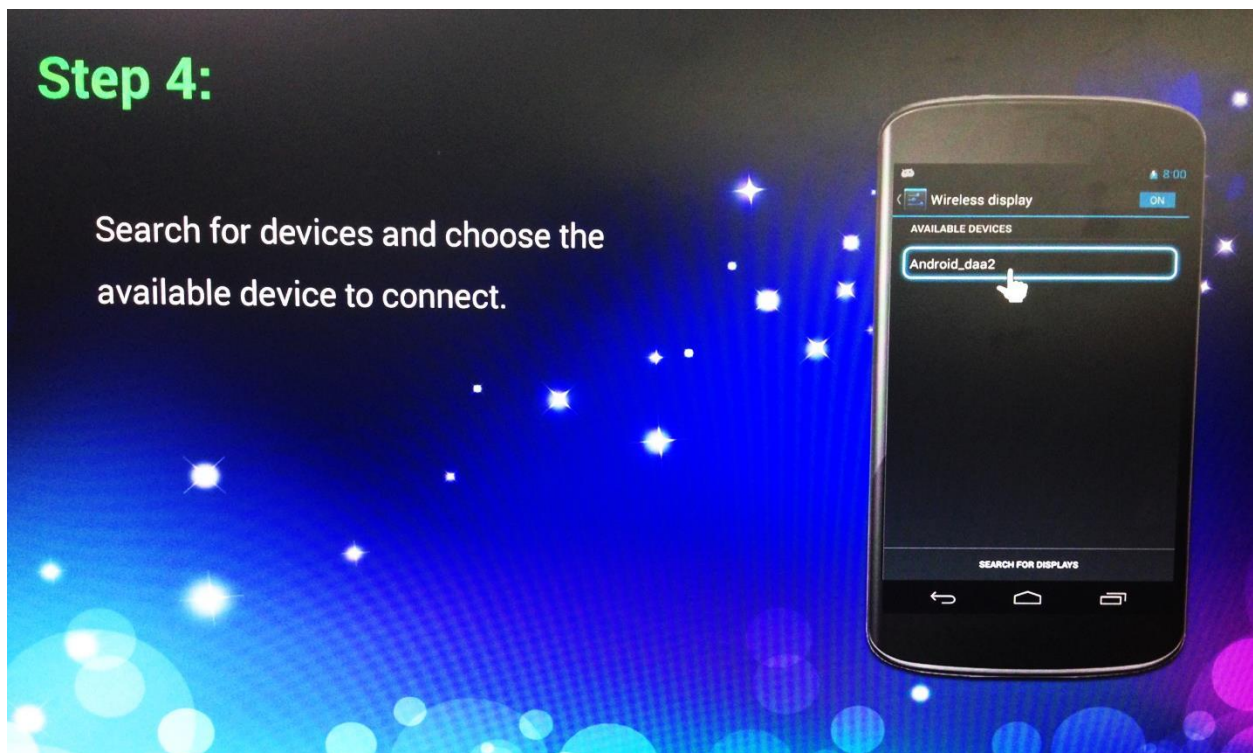 Step 4:
Search for devices and choose the
available device to connect.
8:00
Wireless display
ON
AVAILABLE DEVICES
Android_daa2
SEARCH FOR DISPLAYS